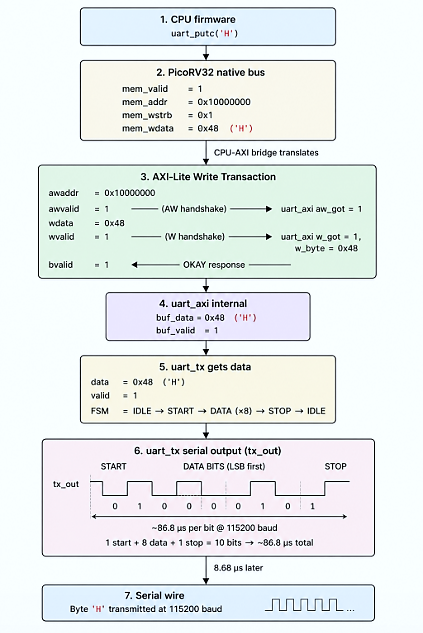 1. CPU firmware
uart_putc('H')
2. PicoRV32 native bus
mem_valid = 1
mem_addr = 0x10000000
mem_wstrb = 0x1
mem_wdata = 0x48 ('H')
CPU-AXI bridge translates
3. AXI-Lite Write Transaction
awaddr = 0x10000000
awvalid = 1 (AW handshake) uart_axi aw_got = 1
wdata = 0x48
wvalid = 1 (W handshake) uart_axi w_got = 1,
w_byte = 0x48
bvalid = 1 OKAY response
4. uart_axi internal
buf_data = 0x48 ('H')
buf_valid = 1
5. uart_tx gets data
data = 0x48 ('H')
valid = 1
FSM = IDLE → START → DATA (×8) → STOP → IDLE
6. uart_tx serial output (tx_out)
START DATA BITS (LSB first) STOP
tx_out
0 0 0 0 1 0 1
~86.8 µs per bit @ 115200 baud
1 start + 8 data + 1 stop = 10 bits → ~86.8 µs total
8.68 µs later
7. Serial wire
Byte 'H' transmitted at 115200 baud ...